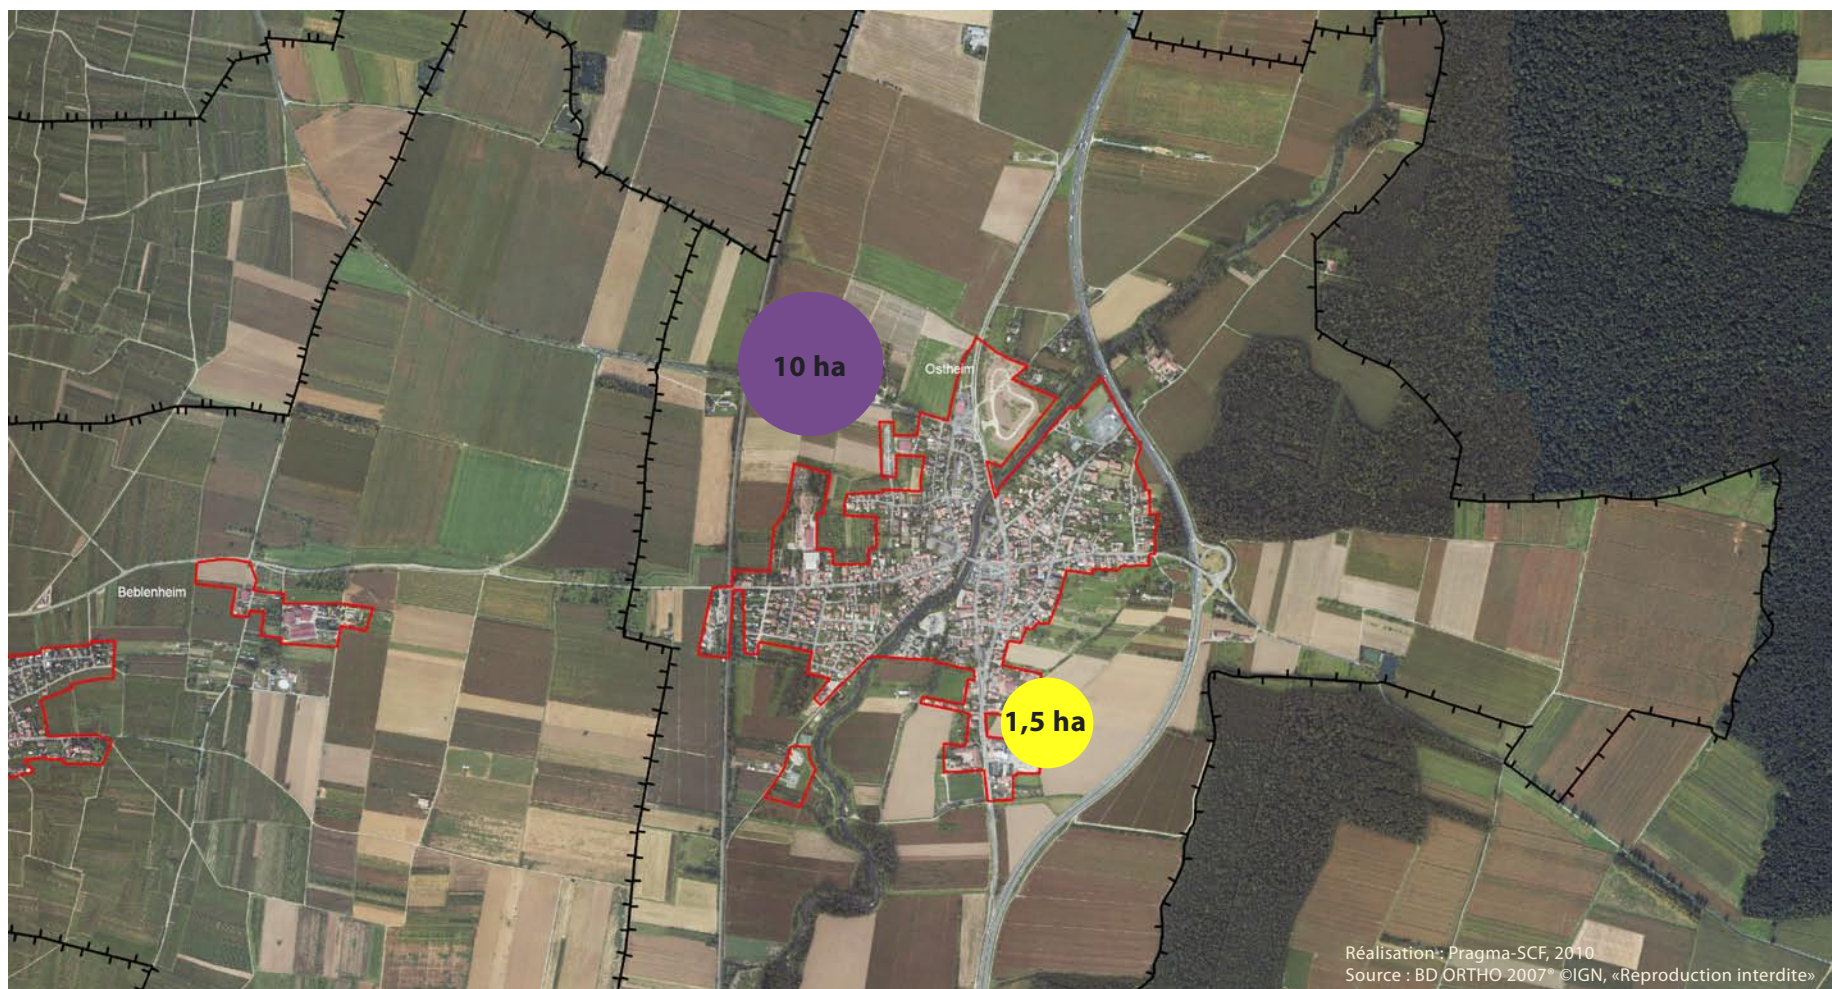 10 ha
Ostheim
Beblenheim
1,5 ha
Réalisation : Pragma-SCF, 2010
Source : BD ORTHO 2007® ©IGN, «Reproduction interdite»